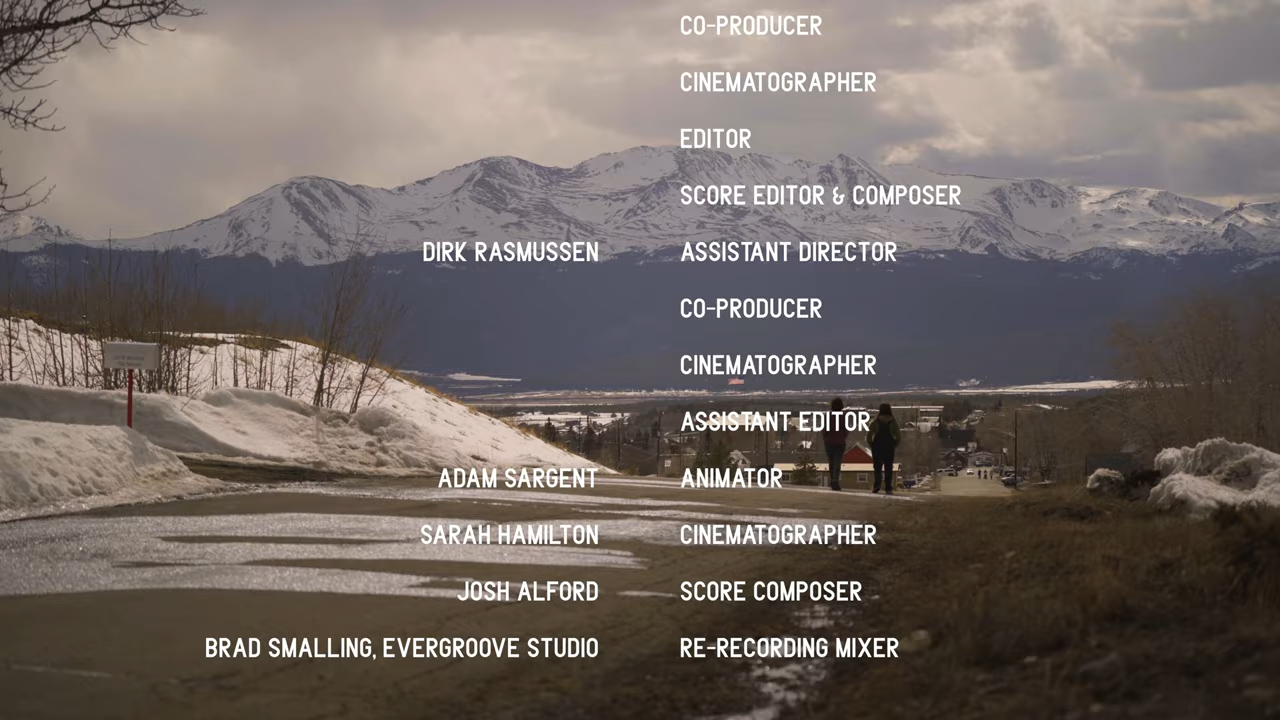 CO-PRODUCER
CINEMATOGRAPHER
EDITOR
SCORE EDITOR & COMPOSER
DIRK RASMUSSEN ASSISTANT DIRECTOR
CO-PRODUCER
CINEMATOGRAPHER
ASSISTANT EDITOR
ADAM SARGENT ANIMATOR
SARAH HAMILTON CINEMATOGRAPHER
JOSH ALFORD SCORE COMPOSER
BRAD SMALLING, EVERGROOVE STUDIO RE-RECORDING MIXER